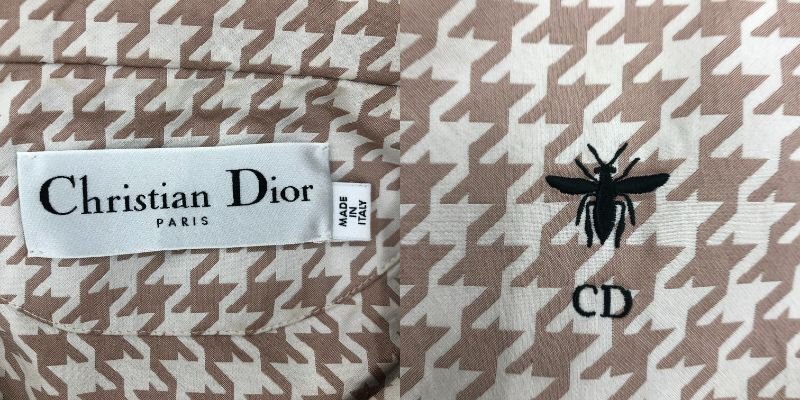 Christian Dior
PARIS
MADE
IN
ITALY
CD